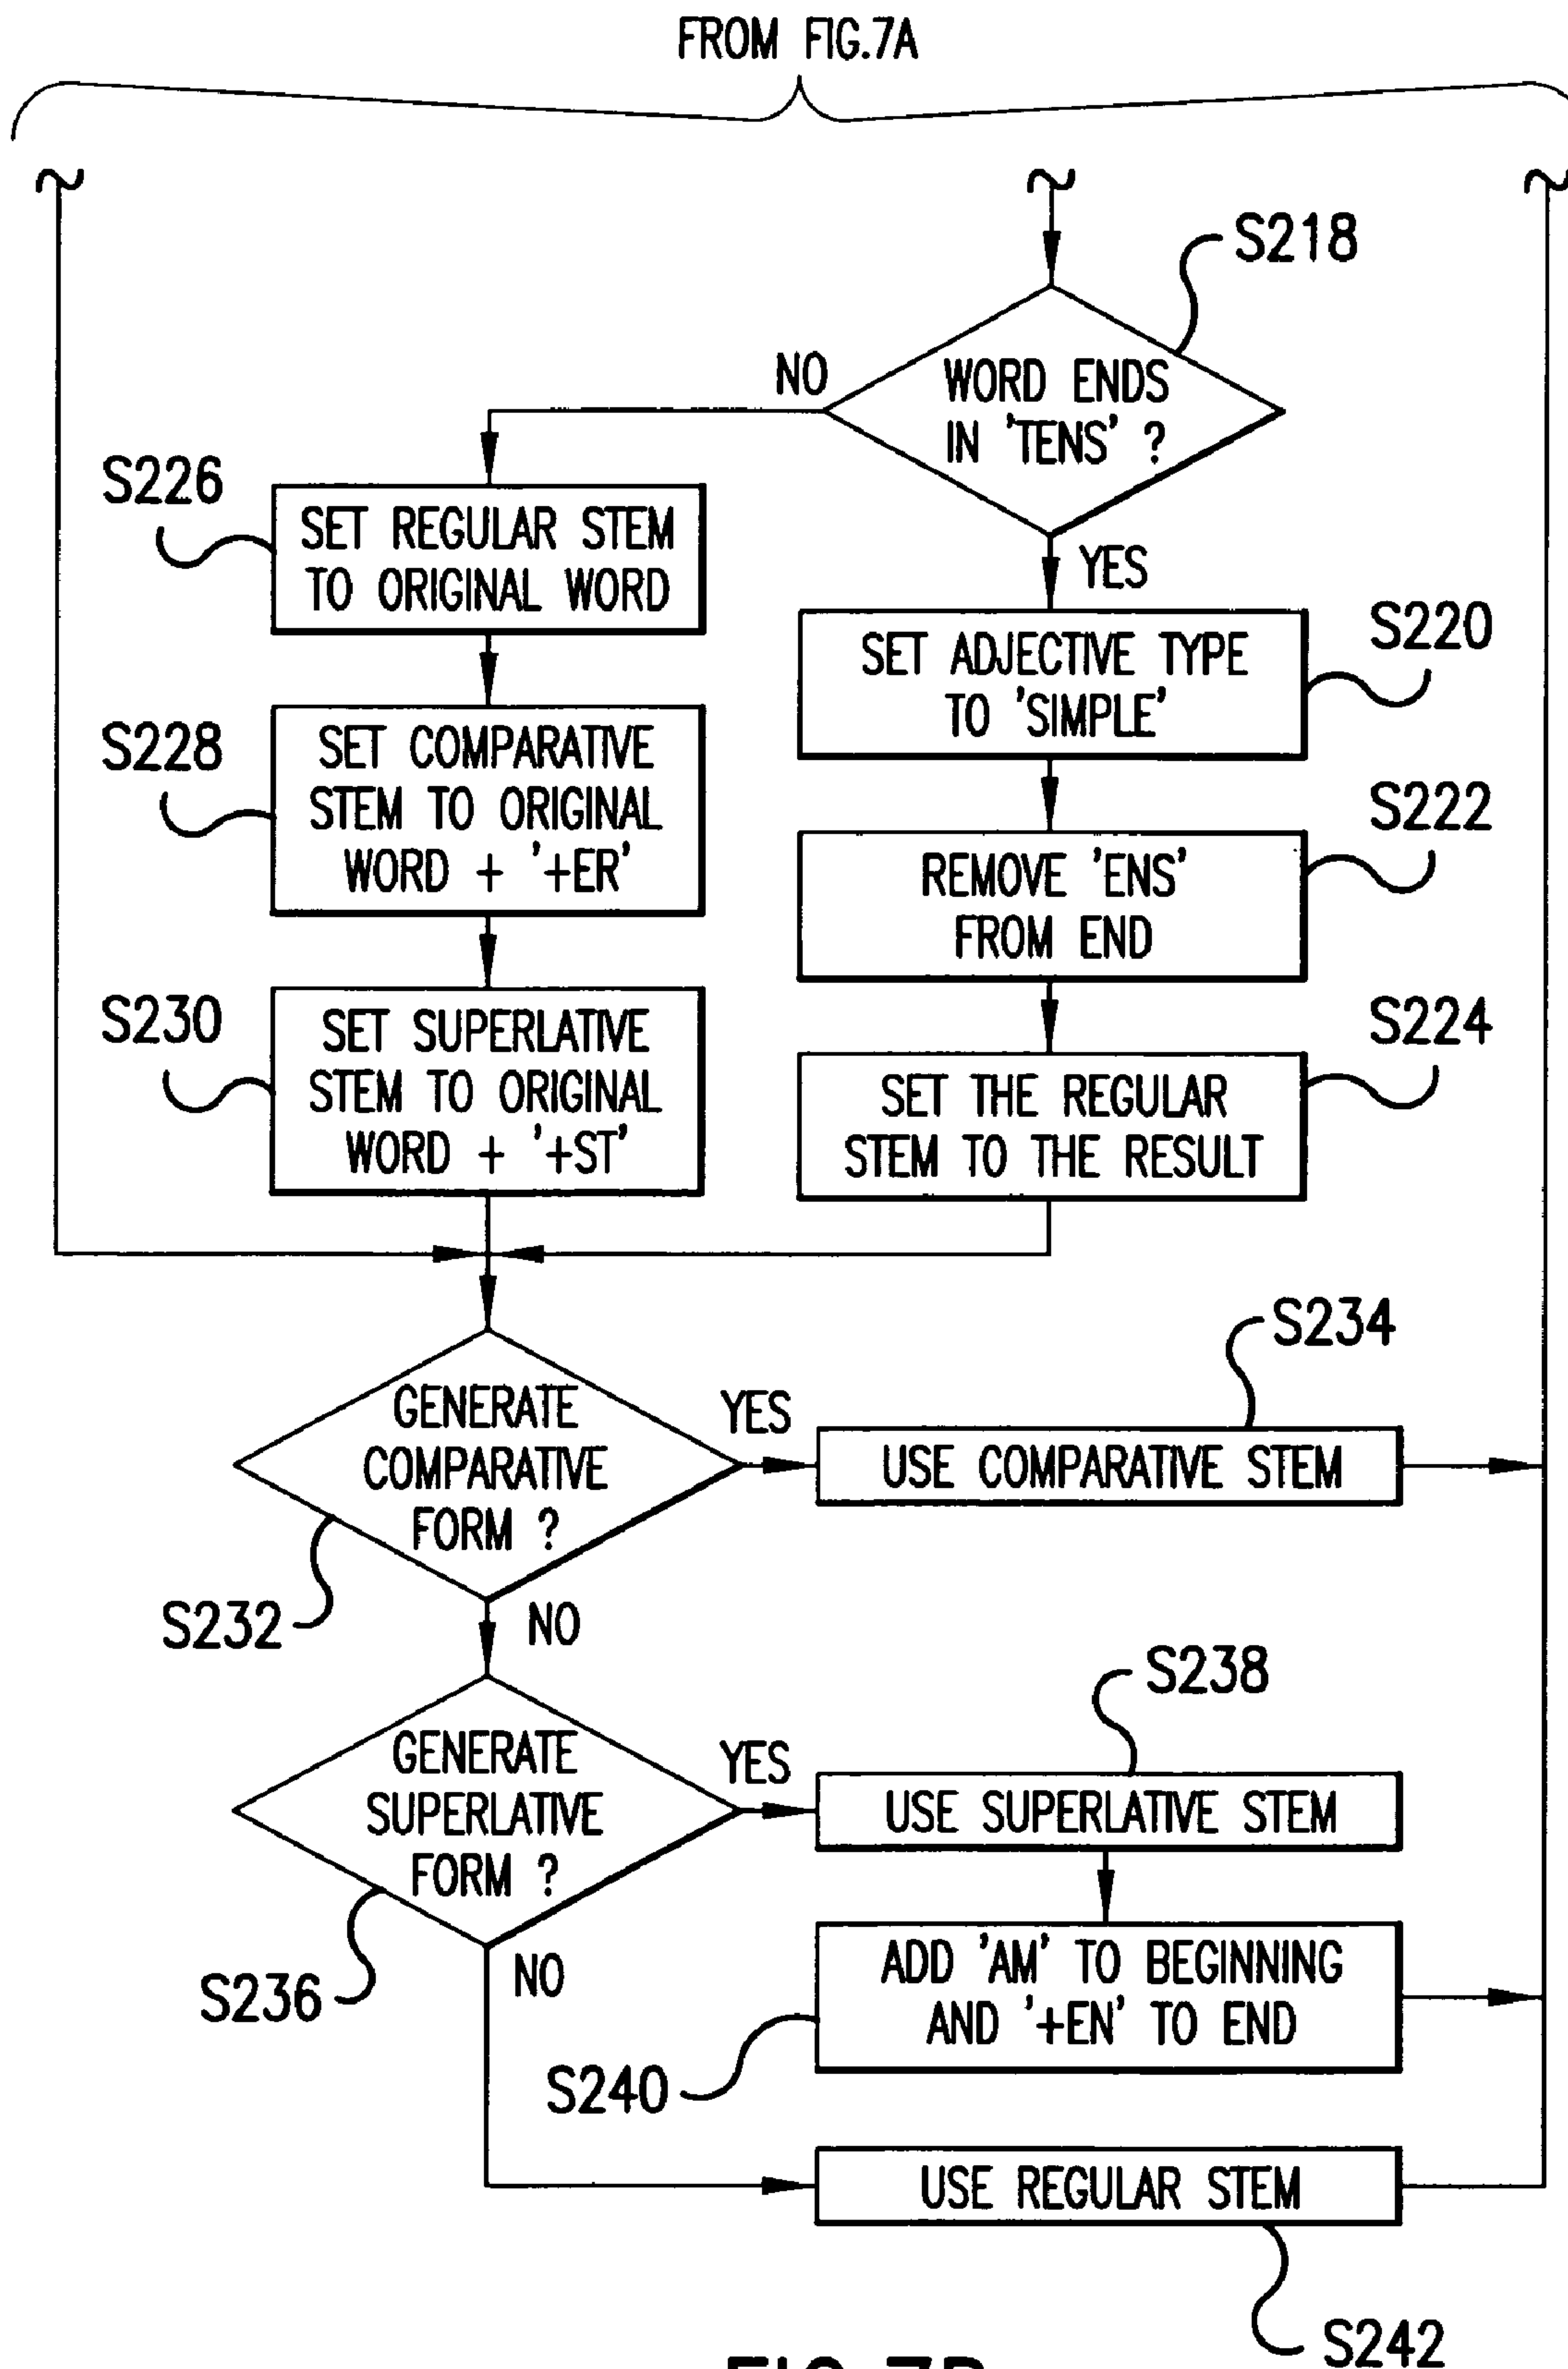 FROM FIG.7A
S218
WORD ENDS
IN 'TENS' ?
NO
YES
S226
SET REGULAR STEM
TO ORIGINAL WORD
S220
SET ADJECTIVE TYPE
TO 'SIMPLE'
S228
SET COMPARATIVE
STEM TO ORIGINAL
WORD + '+ER'
S222
REMOVE 'ENS'
FROM END
S230
SET SUPERLATIVE
STEM TO ORIGINAL
WORD + '+ST'
S224
SET THE REGULAR
STEM TO THE RESULT
GENERATE
COMPARATIVE
FORM ?
S232
YES
NO
S234
USE COMPARATIVE STEM
GENERATE
SUPERLATIVE
FORM ?
S236
YES
NO
S238
USE SUPERLATIVE STEM
ADD 'AM' TO BEGINNING
AND '+EN' TO END
S240
USE REGULAR STEM
S242